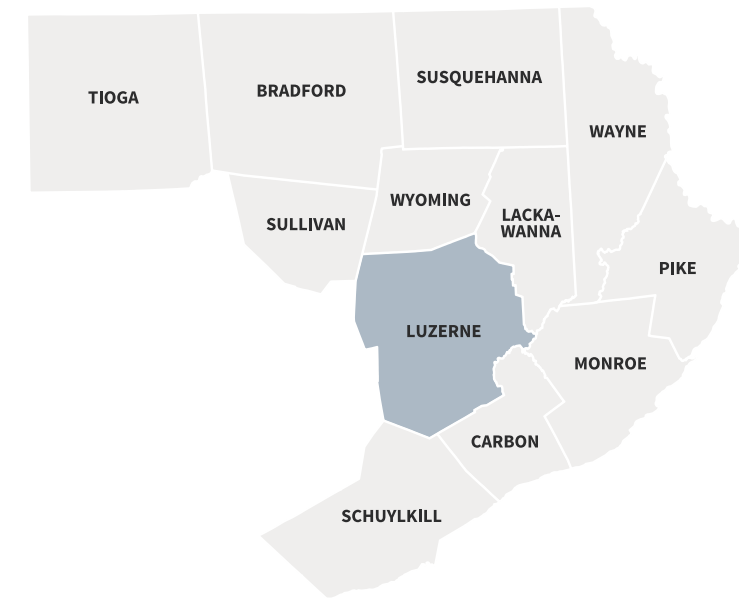 TIOGA
BRADFORD
SUSQUEHANNA
WAYNE
WYOMING
SULLIVAN
LACKA-
WANNA
PIKE
LUZERNE
MONROE
CARBON
SCHUYLKILL